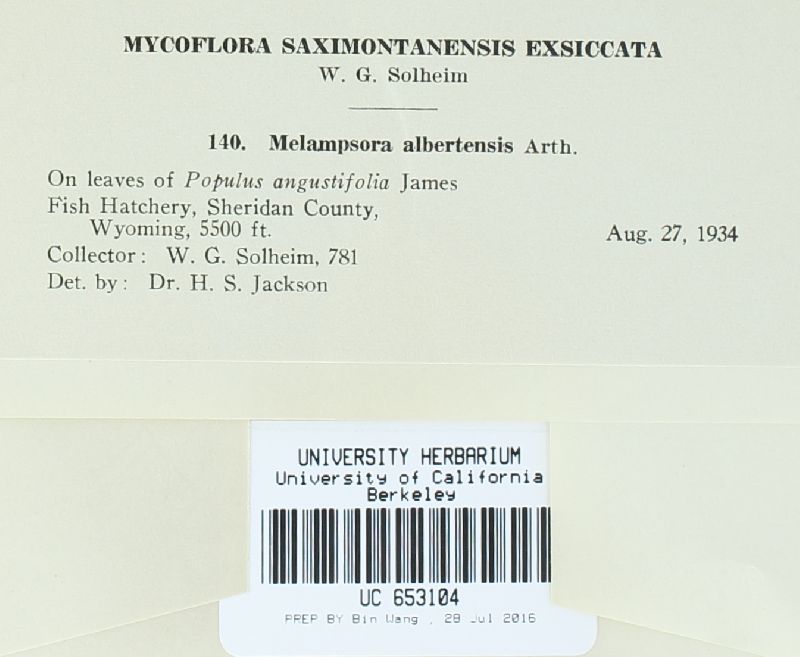 MYCOFLORA SAXIMONTANENSIS EXSICCATA
W. G. Solheim
140. Melampsora albertensis Arth.
On leaves of Populus angustifolia James
Fish Hatchery, Sheridan County,
Wyoming, 5500 ft.
Aug. 27, 1934
Collector: W. G. Solheim, 781
Det. by: Dr. H. S. Jackson
UNIVERSITY HERBARIUM
University of California
Berkeley
UC 653104
PREP BY Bin Wang , 28 Jul 2016